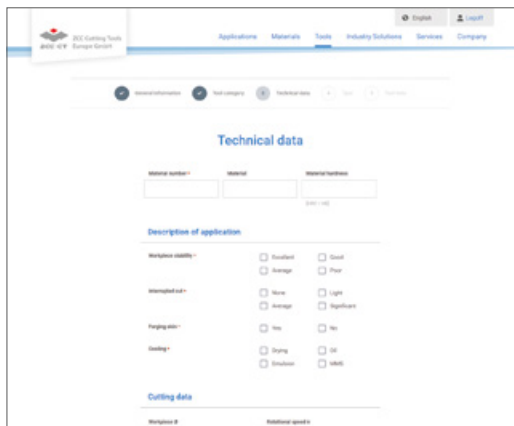 English Logoff
ZCC Cutting Tools
Europe GmbH
ZCC·CT
Applications Materials Tools Industry Solutions Services Company
General information Tool category 3 Technical data 4 5
Technical data
Material number* Material Material hardness
Description of application
Workpiece stability* Excellent Good
Average Poor
Interrupted cut* None Light
Average Significant
Forging skin* Yes No
Cooling* Drying Oil
Emulsion MMS
Cutting data
Workpiece Ø Rotational speed n